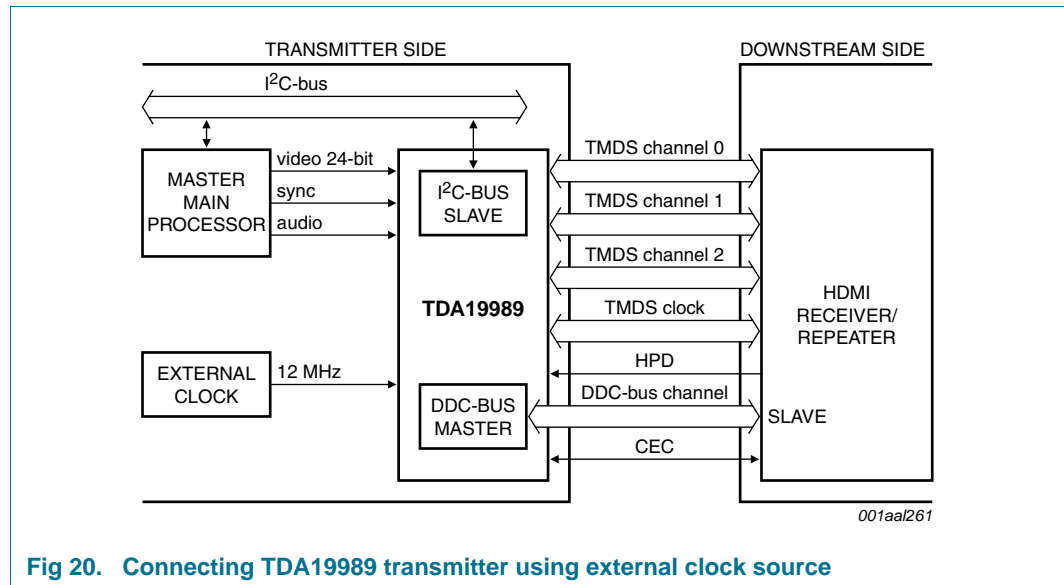 TRANSMITTER SIDE
DOWNSTREAM SIDE
I²C-bus
MASTER
MAIN
PROCESSOR
video 24-bit
sync
audio
I²C-BUS
SLAVE
TDA19989
EXTERNAL
CLOCK
12 MHz
DDC-BUS
MASTER
TMDS channel 0
TMDS channel 1
TMDS channel 2
TMDS clock
HPD
DDC-bus channel
CEC
HDMI
RECEIVER/
REPEATER
SLAVE
001aal261
Fig 20. Connecting TDA19989 transmitter using external clock source